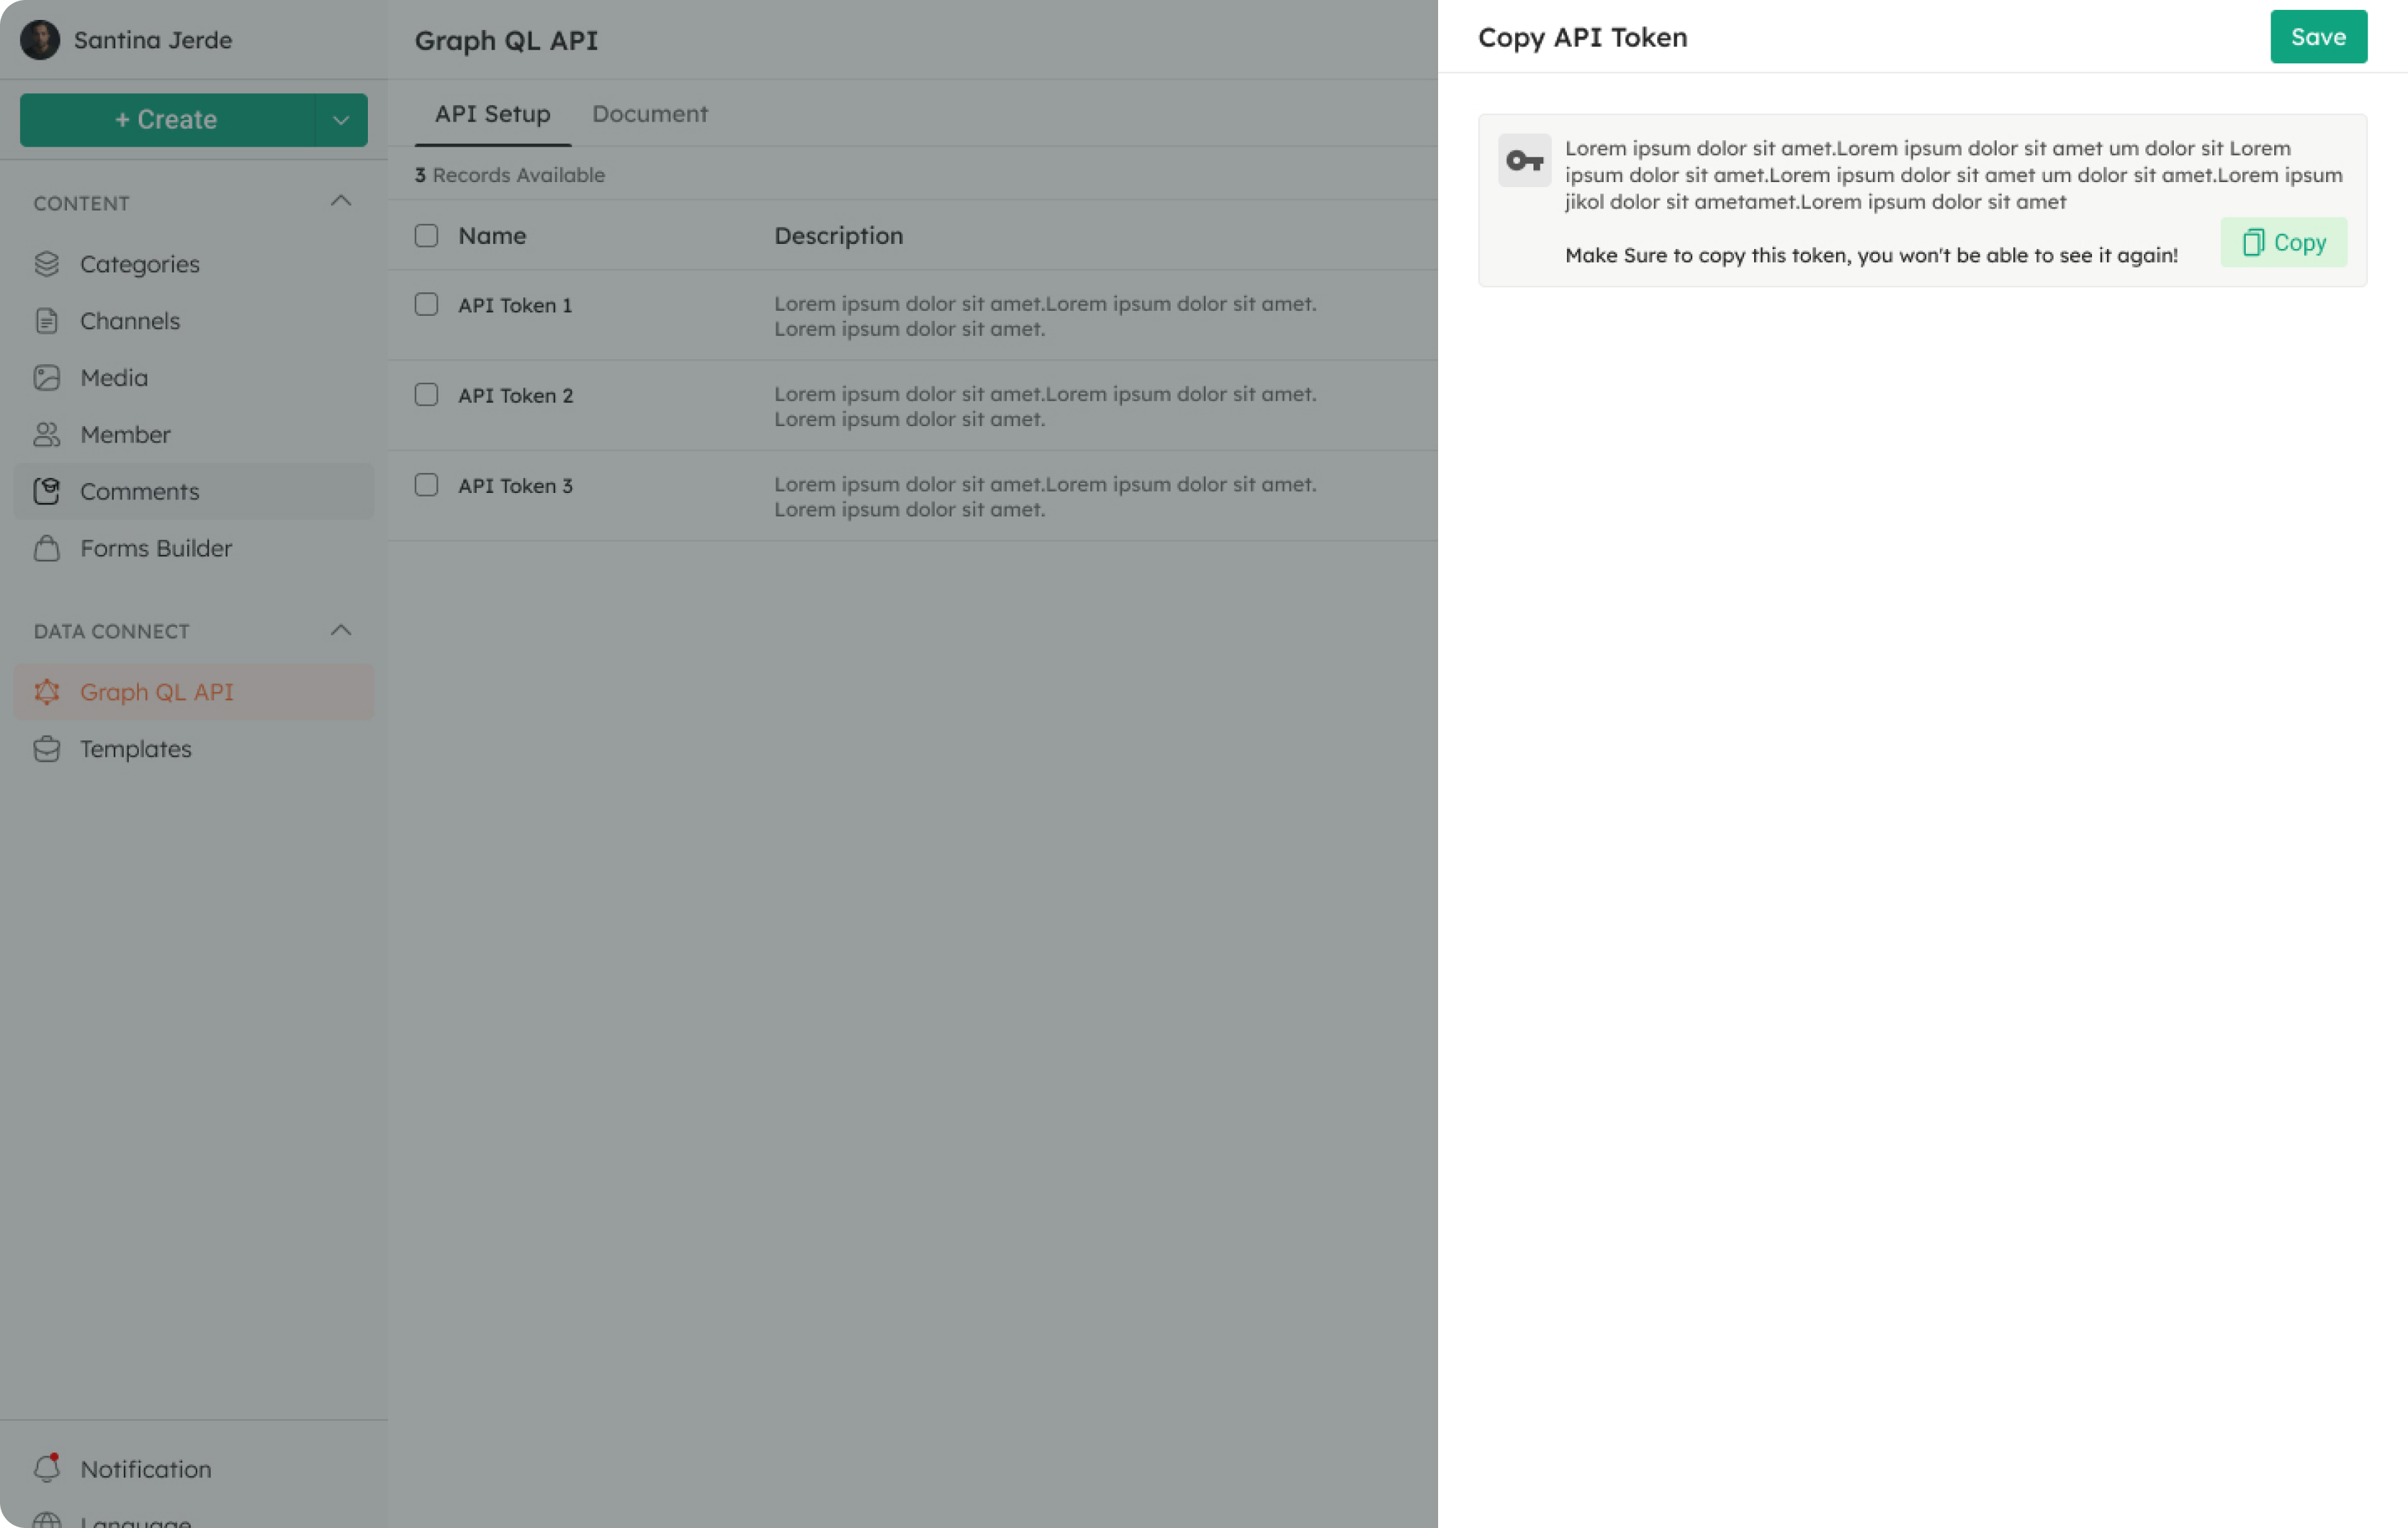 Santina Jerde
+ Create
CONTENT
Categories
Channels
Media
Member
Comments
Forms Builder
DATA CONNECT
Graph QL API
Templates
Notification
Language
Graph QL API
API Setup
Document
3 Records Available
Name
Description
API Token 1
Lorem ipsum dolor sit amet.Lorem ipsum dolor sit amet.
Lorem ipsum dolor sit amet.
API Token 2
Lorem ipsum dolor sit amet.Lorem ipsum dolor sit amet.
Lorem ipsum dolor sit amet.
API Token 3
Lorem ipsum dolor sit amet.Lorem ipsum dolor sit amet.
Lorem ipsum dolor sit amet.
Copy API Token
Save
Lorem ipsum dolor sit amet.Lorem ipsum dolor sit amet um dolor sit Lorem
ipsum dolor sit amet.Lorem ipsum dolor sit amet um dolor sit amet.Lorem ipsum
jikol dolor sit ametamet.Lorem ipsum dolor sit amet
Make Sure to copy this token, you won't be able to see it again!
Copy